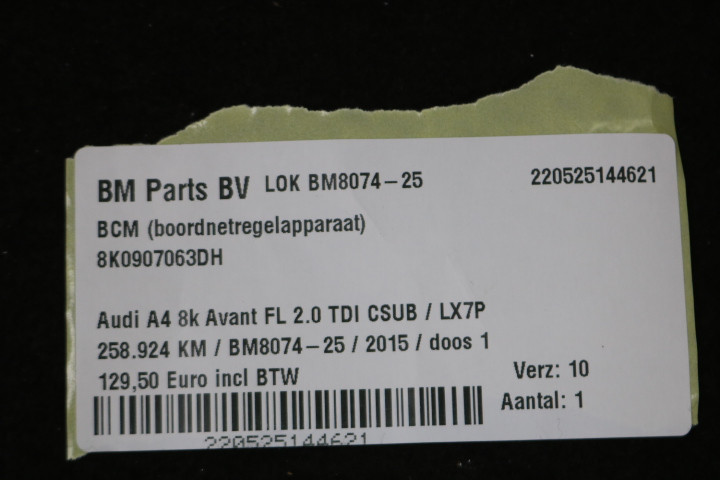 BM Parts BV LOK BM8074-25 220525144621
BCM (boordnetregelapparaat)
8K0907063DH
Audi A4 8k Avant FL 2.0 TDI CSUB / LX7P
258.924 KM / BM8074-25 / 2015 / doos 1
129,50 Euro incl BTW Verz: 10
Aantal: 1
220525144621